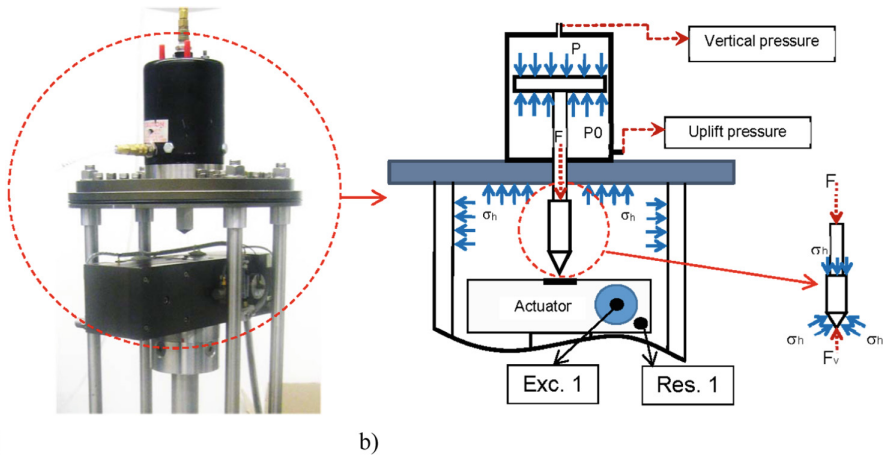 P
Vertical pressure
P0
F
Uplift pressure
σh
σh
F
σh
σh
σh
Fv
Actuator
Exc. 1
Res. 1
b)